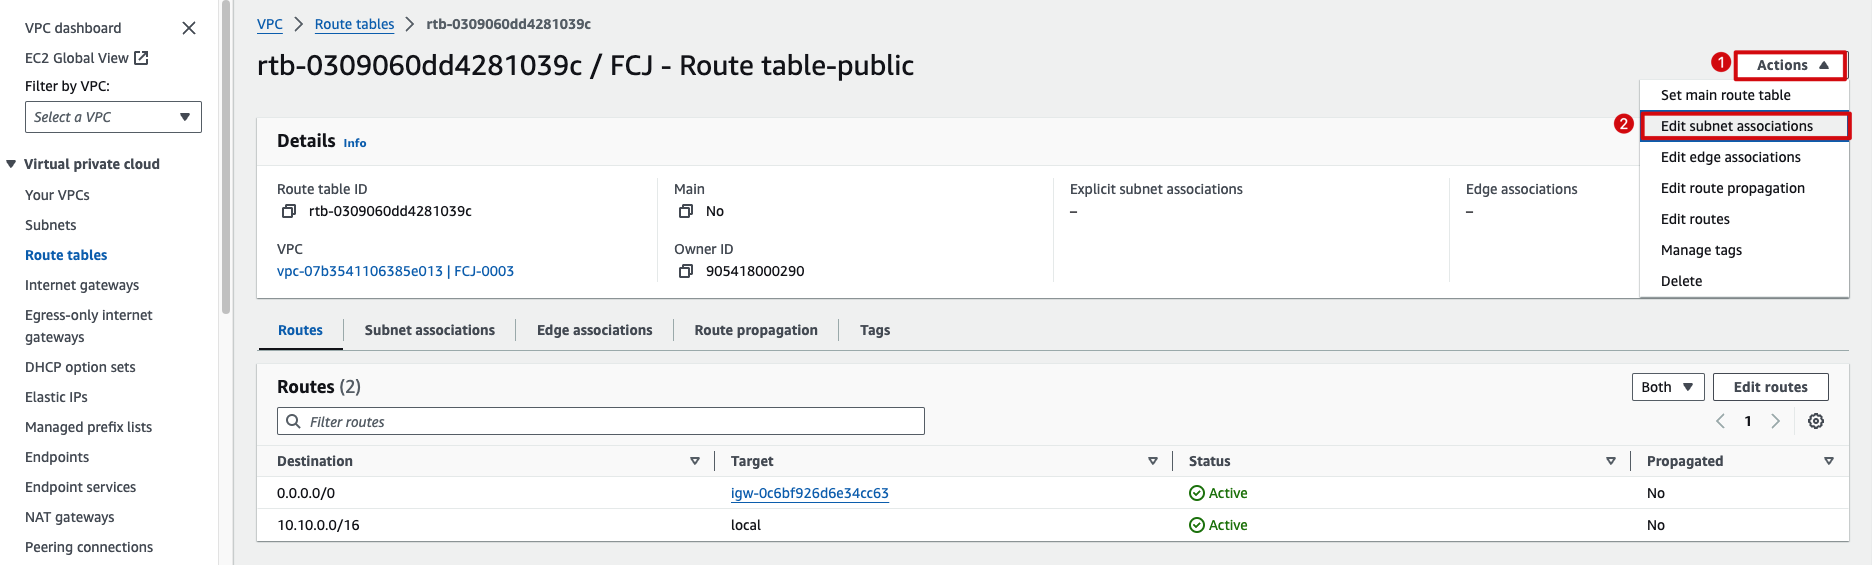 VPC dashboard
EC2 Global View
Filter by VPC:
Select a VPC
Virtual private cloud
Your VPCs
Subnets
Route tables
Internet gateways
Egress-only internet
gateways
DHCP option sets
Elastic IPs
Managed prefix lists
Endpoints
Endpoint services
NAT gateways
Peering connections
VPC > Route tables > rtb-0309060dd4281039c
rtb-0309060dd4281039c / FCJ - Route table-public
1 Actions
Set main route table
2 Edit subnet associations
Edit edge associations
Edit route propagation
Edit routes
Manage tags
Delete
Details Info
Route table ID
rtb-0309060dd4281039c
Main
No
Explicit subnet associations
–
Edge associations
–
VPC
vpc-07b3541106385e013 | FCJ-0003
Owner ID
905418000290
Routes Subnet associations Edge associations Route propagation Tags
Routes (2)
Both Edit routes
Filter routes
1
Destination Target Status Propagated
0.0.0.0/0 igw-0c6bf926d6e34cc63 Active No
10.10.0.0/16 local Active No